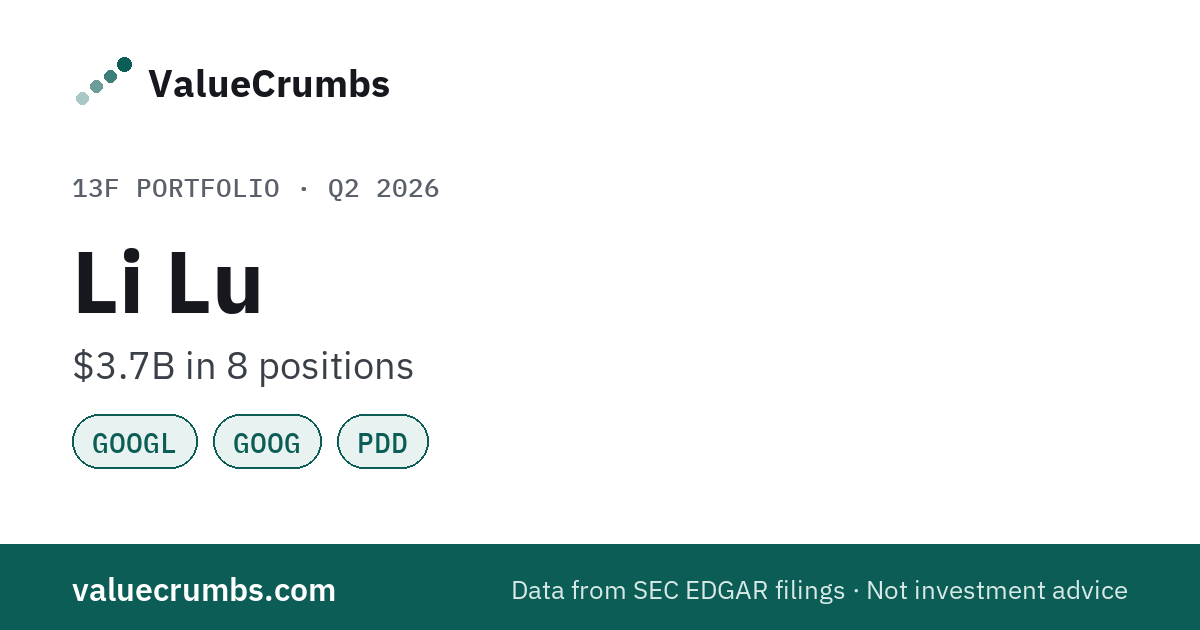 ValueCrumbs
13F PORTFOLIO · Q2 2026
Li Lu
$3.7B in 8 positions
GOOGL GOOG PDD
valuecrumbs.com Data from SEC EDGAR filings · Not investment advice